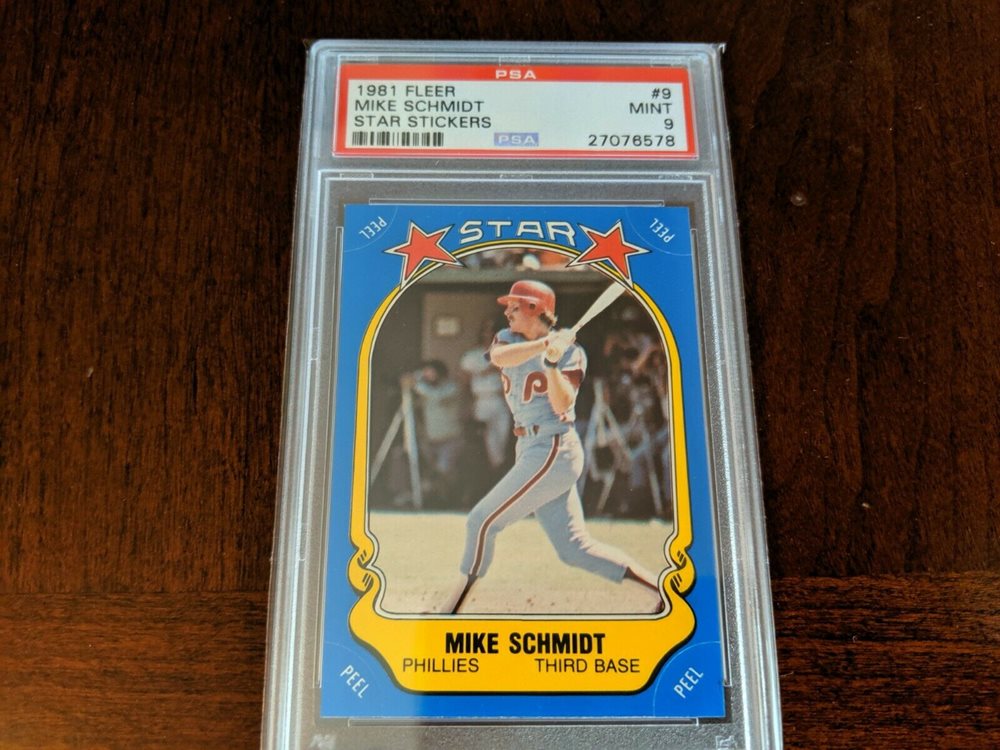 PSA
1981 FLEER #9
MIKE SCHMIDT MINT
STAR STICKERS 9
PSA 27076578
PEEL STAR PEEL
P
MIKE SCHMIDT
PHILLIES THIRD BASE
PEEL PEEL